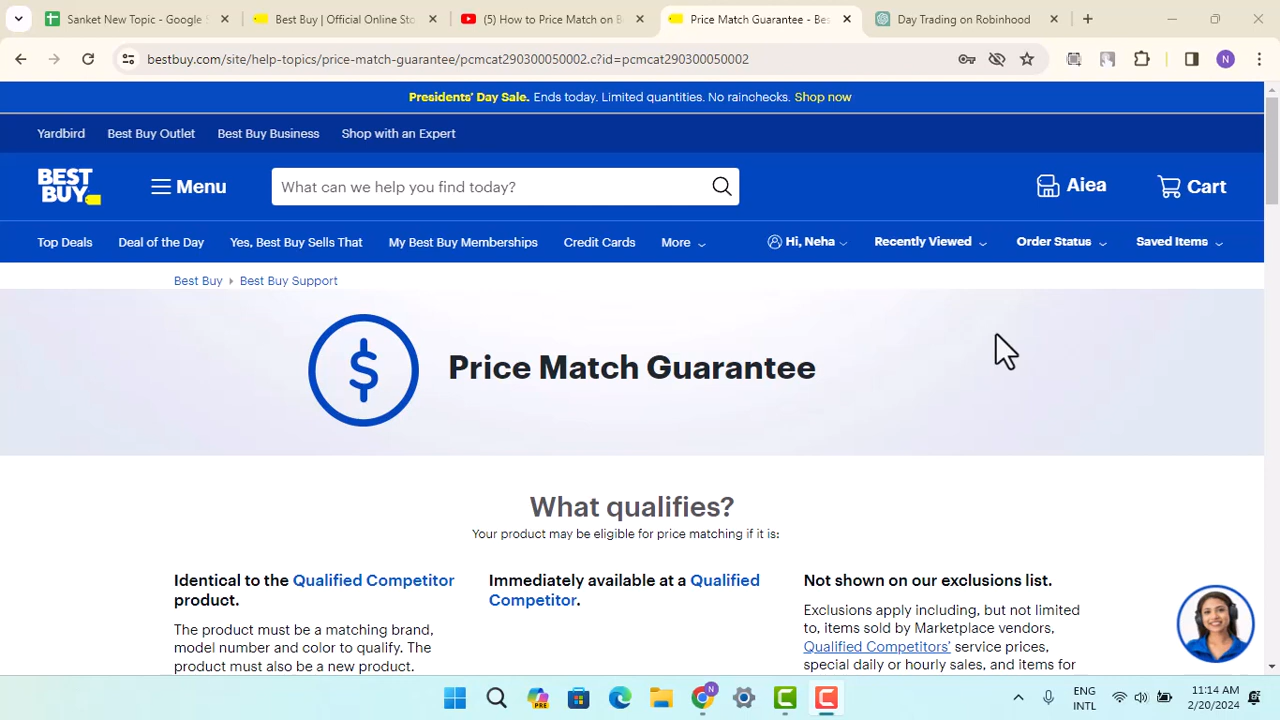 Sanket New Topic - Google S
Best Buy | Official Online Sto
(5) How to Price Match on B
Price Match Guarantee - Bes
Day Trading on Robinhood
bestbuy.com/site/help-topics/price-match-guarantee/pcmcat290300050002.c?id=pcmcat290300050002
N
Presidents' Day Sale. Ends today. Limited quantities. No rainchecks. Shop now
Yardbird
Best Buy Outlet
Best Buy Business
Shop with an Expert
BEST
BUY
Menu
What can we help you find today?
Aiea
Cart
Top Deals
Deal of the Day
Yes, Best Buy Sells That
My Best Buy Memberships
Credit Cards
More
Hi, Neha
Recently Viewed
Order Status
Saved Items
Best Buy
Best Buy Support
$
Price Match Guarantee
What qualifies?
Your product may be eligible for price matching if it is:
Identical to the Qualified Competitor
product.
The product must be a matching brand,
model number and color to qualify. The
product must also be a new product.
Immediately available at a Qualified
Competitor.
Not shown on our exclusions list.
Exclusions apply including, but not limited
to, items sold by Marketplace vendors,
Qualified Competitors' service prices,
special daily or hourly sales, and items for
PRE
N
ENG
INTL
11:14 AM
2/20/2024